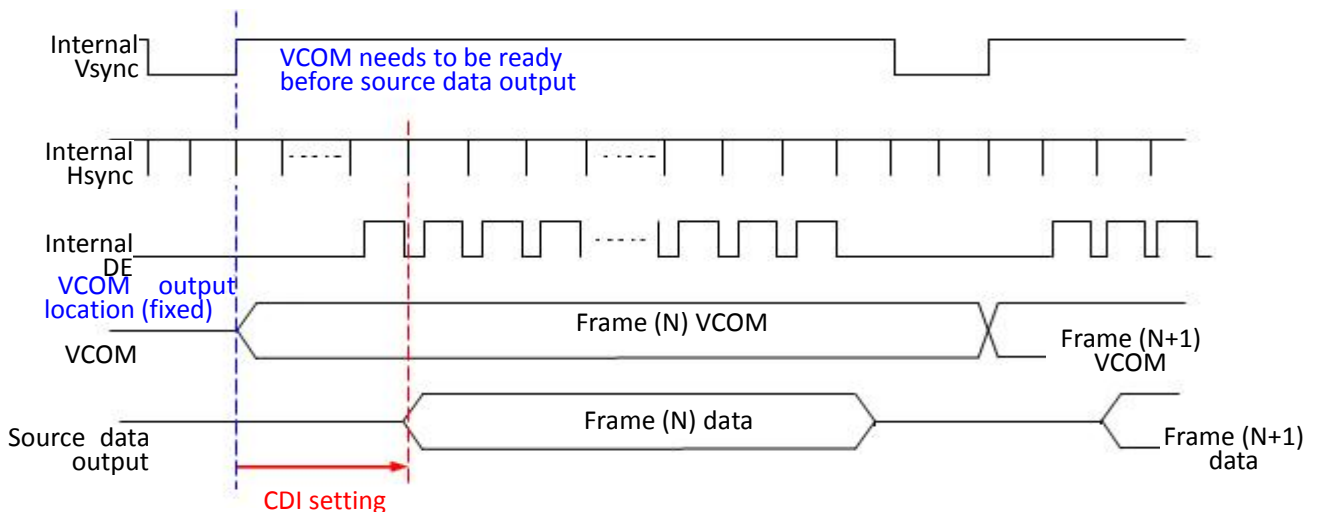 Internal
Vsync
VCOM needs to be ready
before source data output
Internal
Hsync
Internal
DE
VCOM output
location (fixed)
VCOM
Frame (N) VCOM
Frame (N+1)
VCOM
Source data
output
Frame (N) data
Frame (N+1)
data
CDI setting